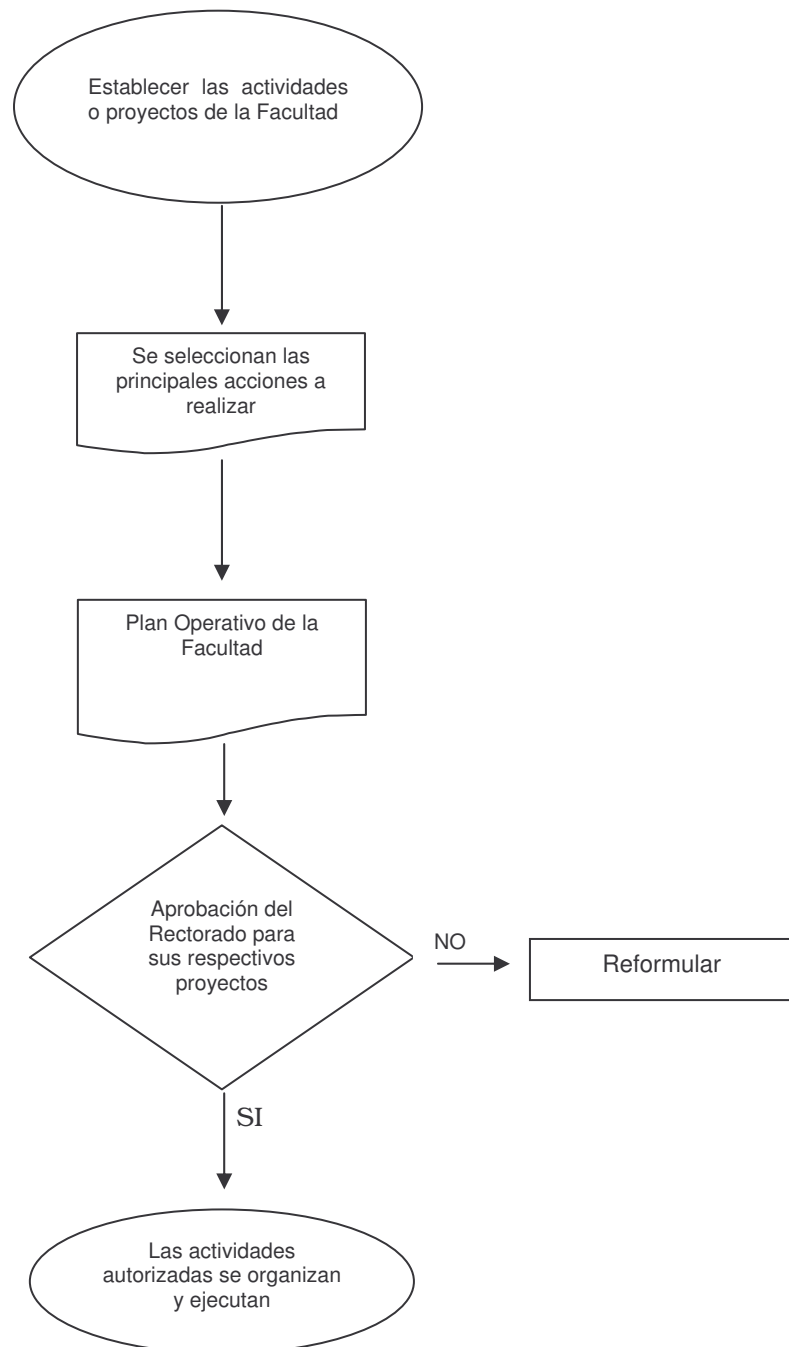 Establecer las actividades
o proyectos de la Facultad
Se seleccionan las
principales acciones a
realizar
Plan Operativo de la
Facultad
Aprobación del
Rectorado para
sus respectivos
proyectos
NO
Reformular
SI
Las actividades
autorizadas se organizan
y ejecutan